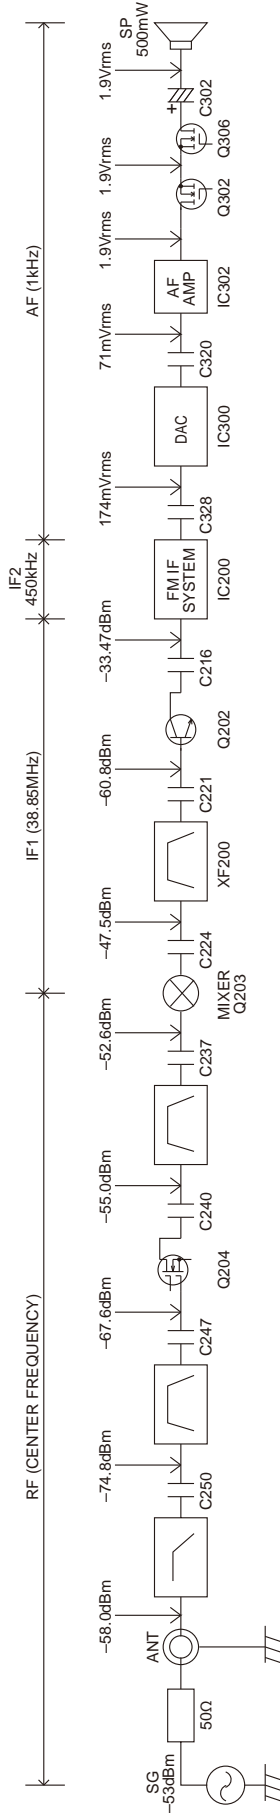 RF (CENTER FREQUENCY)
IF1 (38.85MHz)
IF2
450kHz
AF (1kHz)
SG
–53dBm
50Ω
ANT
–58.0dBm
–74.8dBm
C250
–67.6dBm
C247
Q204
–55.0dBm
C240
–52.6dBm
C237
MIXER
Q203
–47.5dBm
C224
XF200
–60.8dBm
C221
Q202
–33.47dBm
C216
FM IF
SYSTEM
IC200
174mVrms
C328
DAC
IC300
71mVrms
C320
AF
AMP
IC302
1.9Vrms
Q302
1.9Vrms
Q306
1.9Vrms
+
C302
SP
500mW